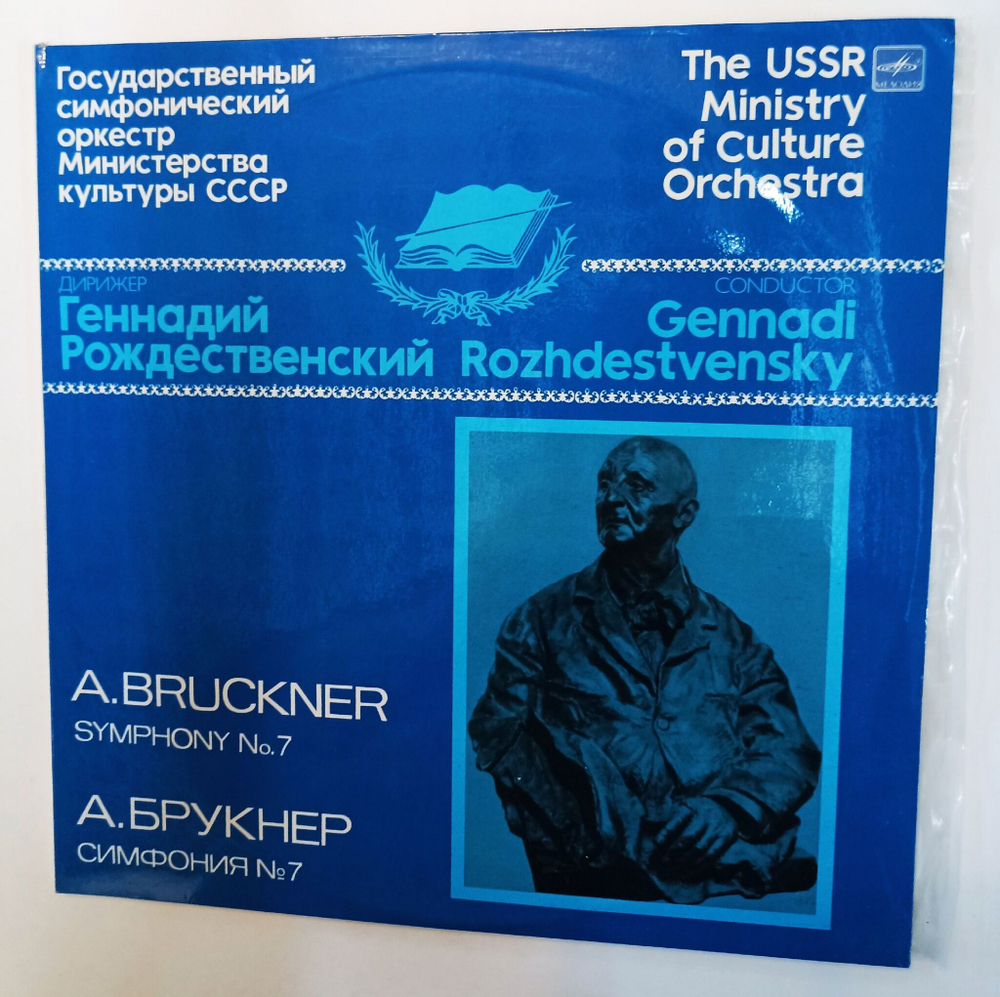 Государственный
симфонический
оркестр
Министерства
культуры СССР
The USSR
Ministry
of Culture
Orchestra
МЕЛОДИЯ
ДИРИЖЕР
Геннадий
Рождественский
CONDUCTOR
Gennadi
Rozhdestvensky
A.BRUCKNER
SYMPHONY No.7
А.БРУКНЕР
СИМФОНИЯ №7